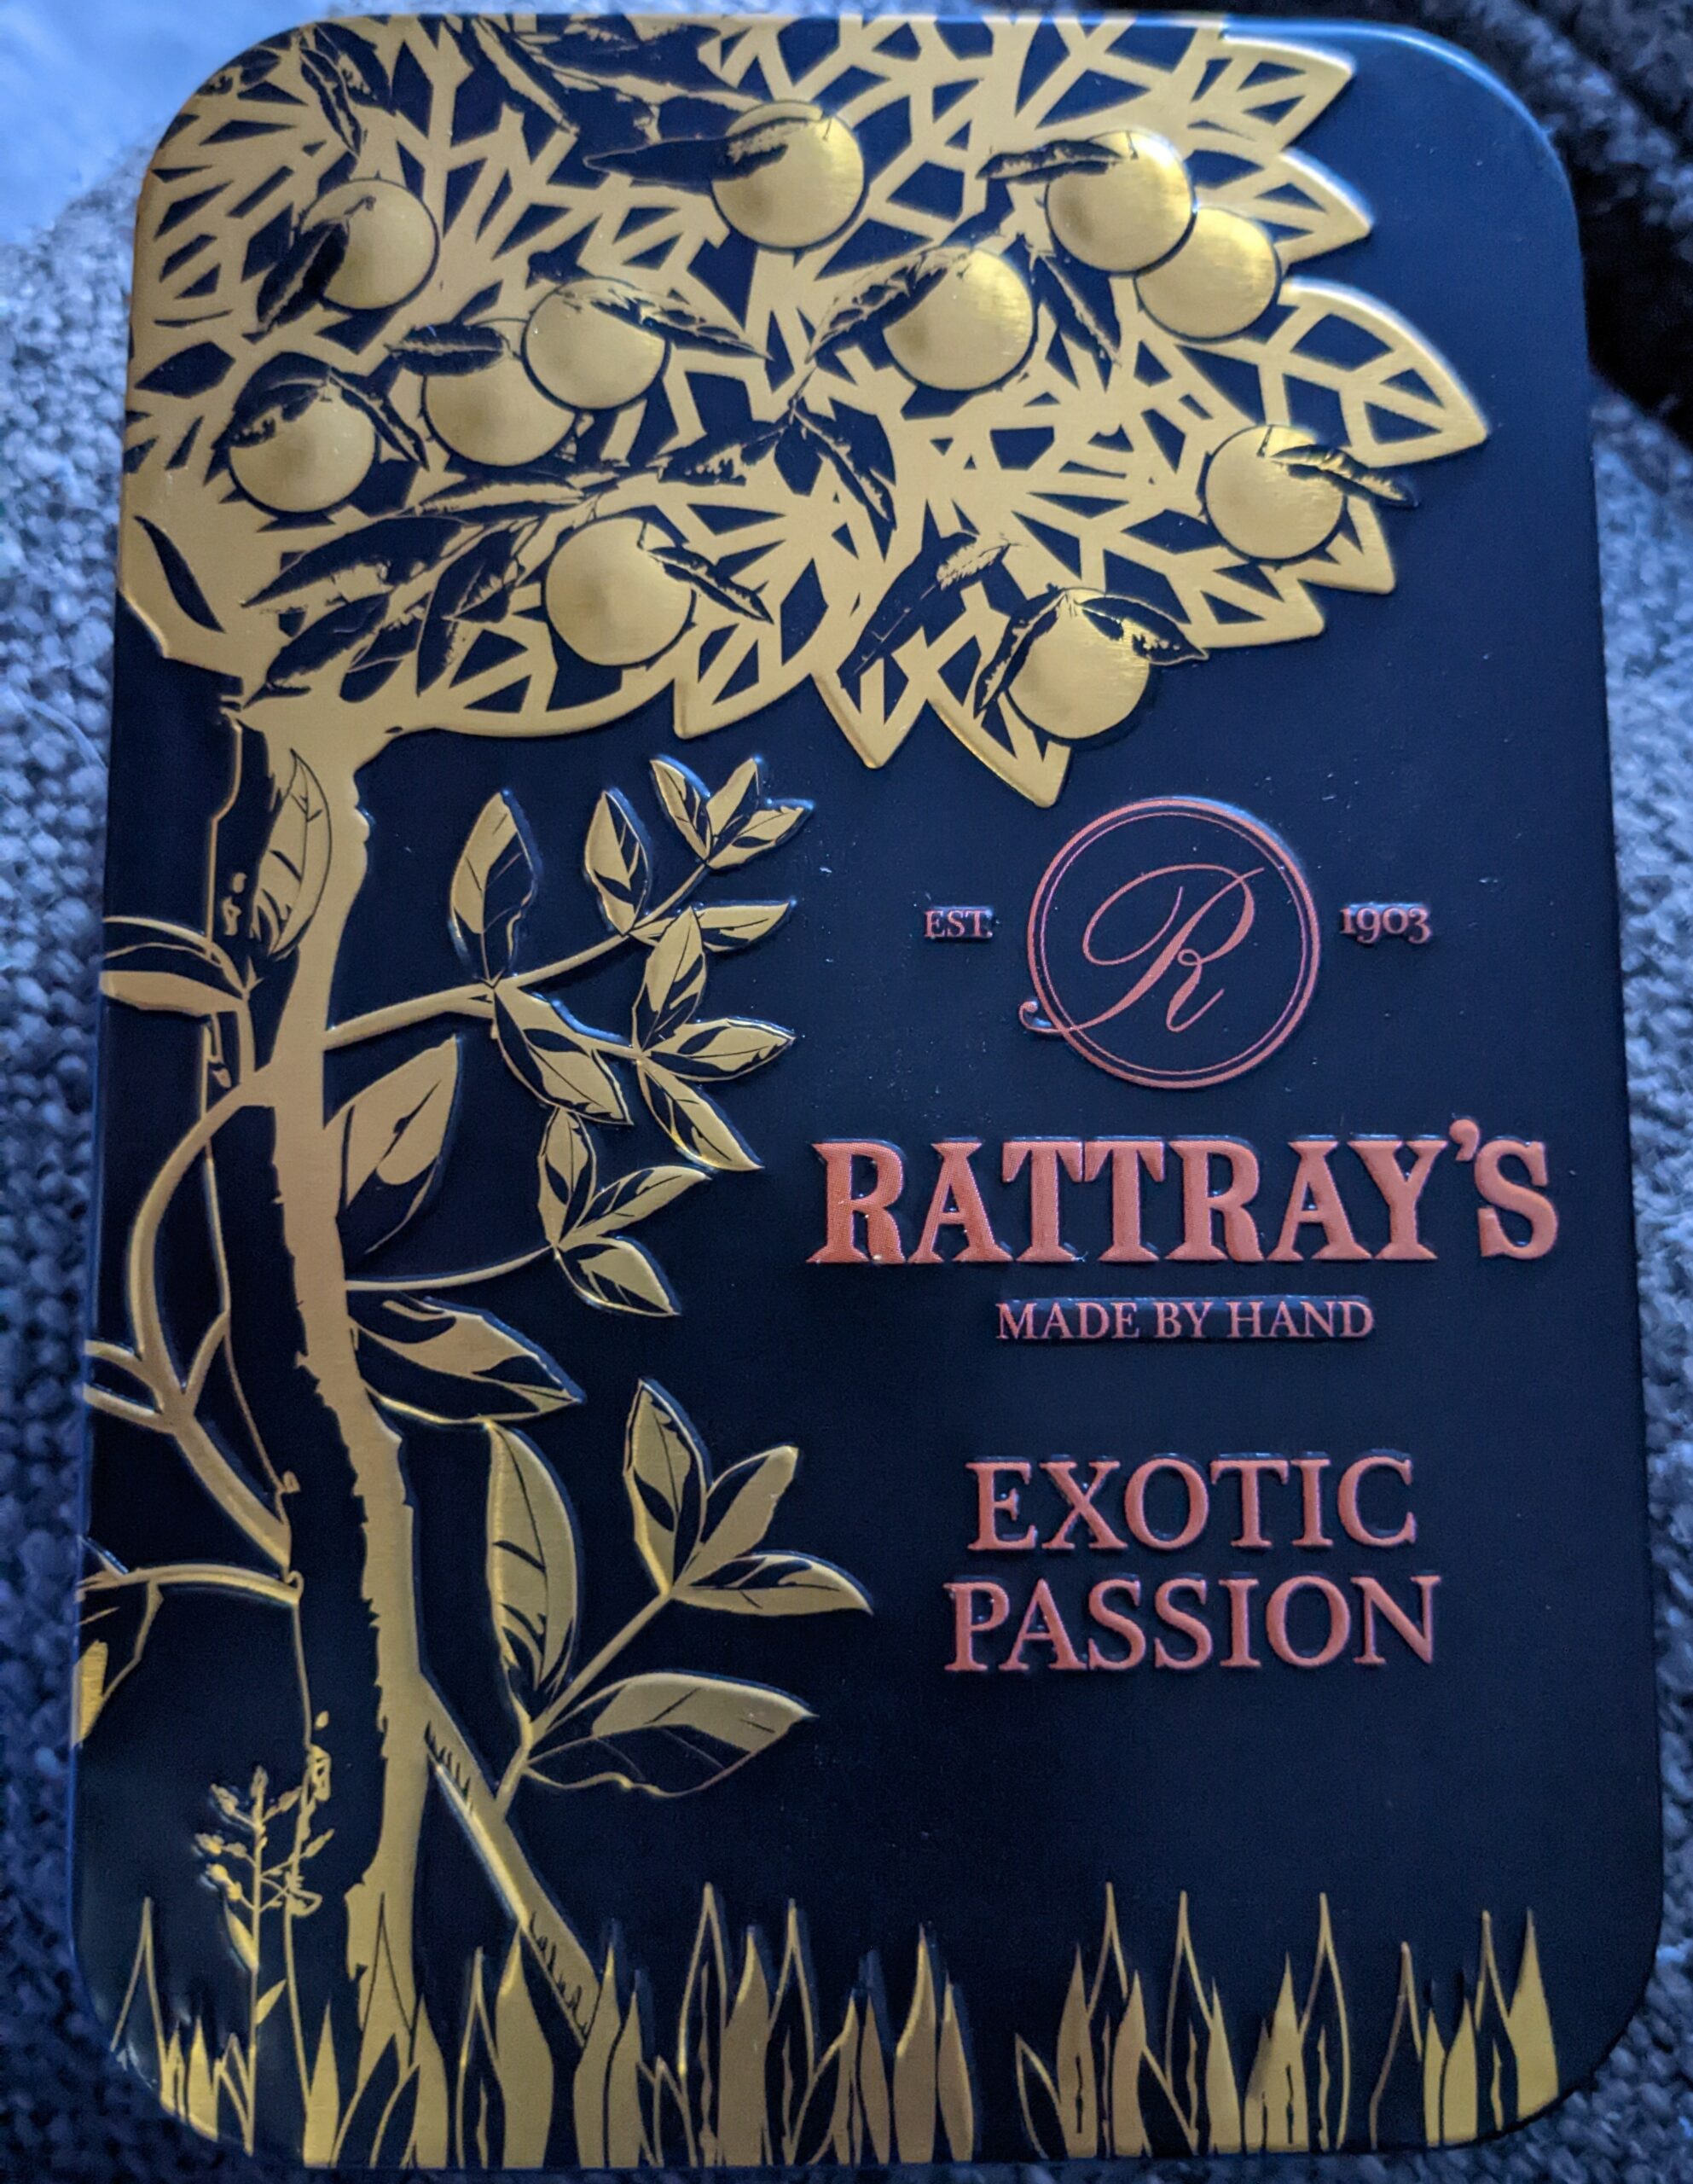 EST. R 1903
RATTRAY'S
MADE BY HAND
EXOTIC
PASSION